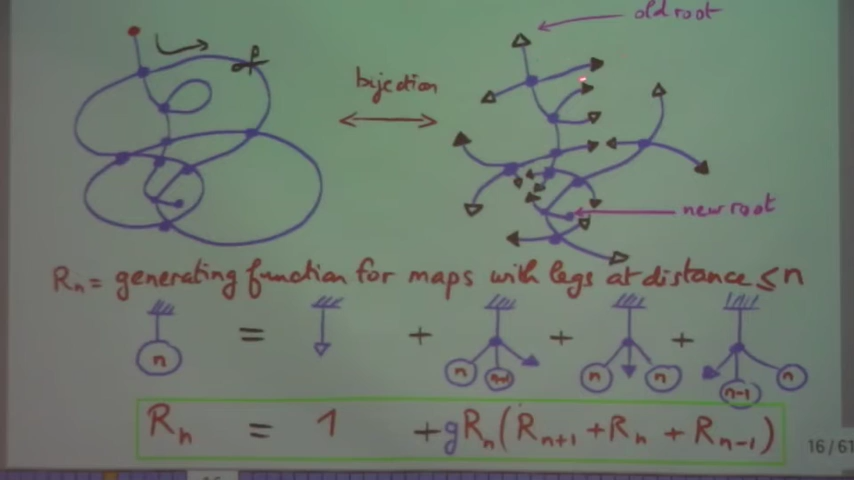 old root
bijection
new root
Rn = generating function for maps with legs at distance ≤ n
n = + n n+1 + n n + n-1 n
Rn = 1 + gRn(Rn+1 + Rn + Rn-1)
16/61